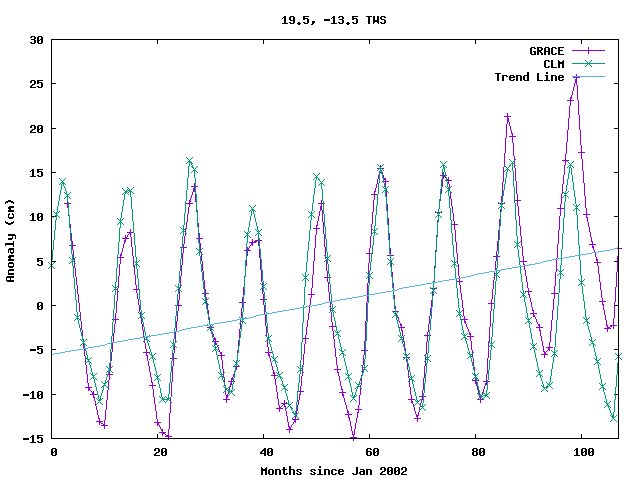 19.5, -13.5 TWS
GRACE
CLM
Trend Line
30
25
20
15
10
5
0
-5
-10
-15
Anomaly (cm)
0 20 40 60 80 100
Months since Jan 2002